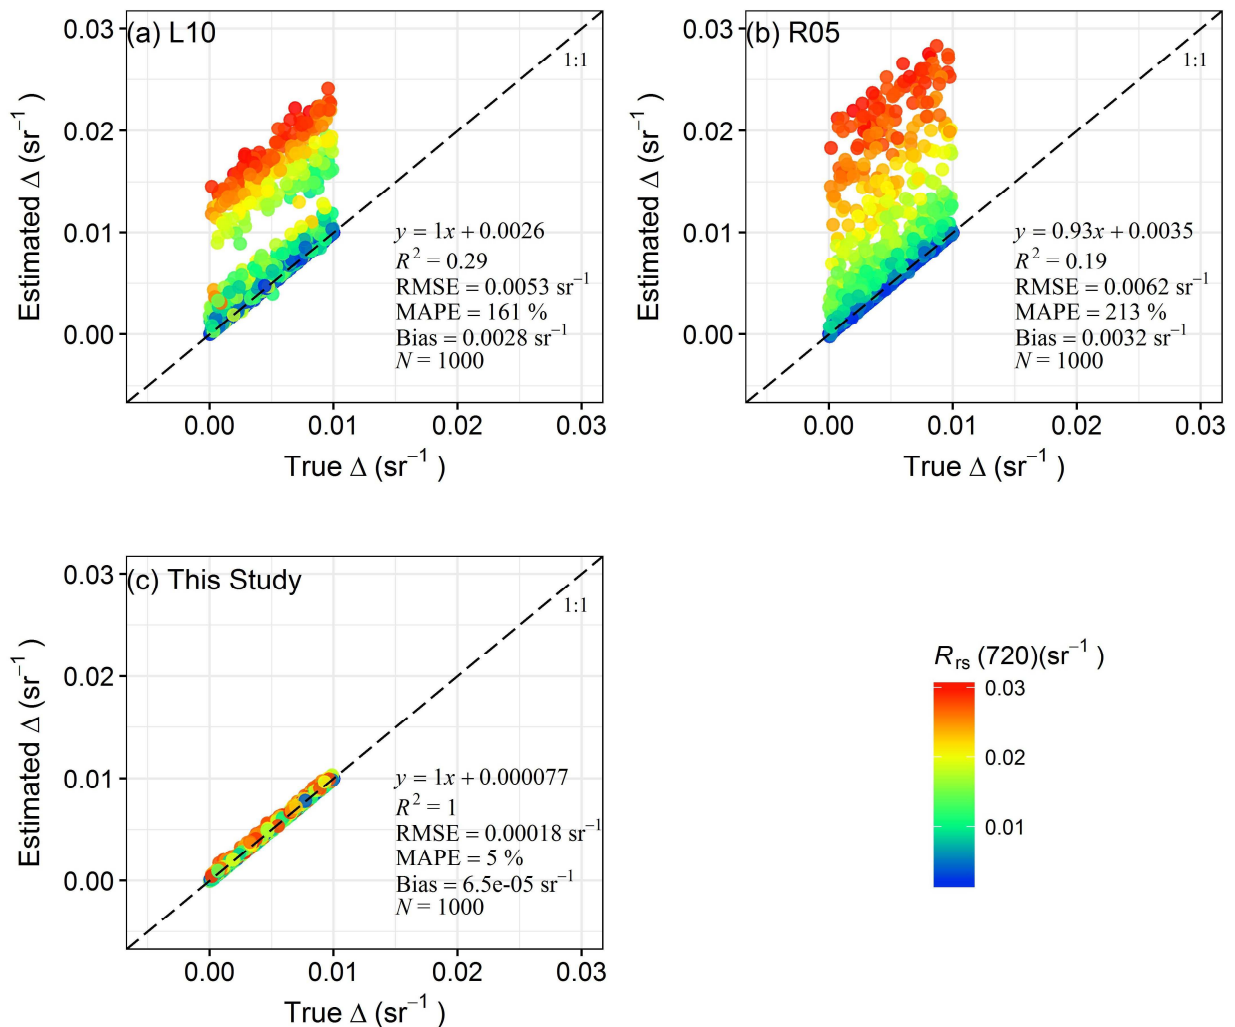 (a) L10
1:1
0.03
0.02
0.01
0.00
Estimated Δ (sr⁻¹ )
y = 1x + 0.0026
R² = 0.29
RMSE = 0.0053 sr⁻¹
MAPE = 161 %
Bias = 0.0028 sr⁻¹
N = 1000
0.00 0.01 0.02 0.03
True Δ (sr⁻¹ )
(b) R05
1:1
0.03
0.02
0.01
0.00
Estimated Δ (sr⁻¹ )
y = 0.93x + 0.0035
R² = 0.19
RMSE = 0.0062 sr⁻¹
MAPE = 213 %
Bias = 0.0032 sr⁻¹
N = 1000
0.00 0.01 0.02 0.03
True Δ (sr⁻¹ )
(c) This Study
1:1
0.03
0.02
0.01
0.00
Estimated Δ (sr⁻¹ )
y = 1x + 0.000077
R² = 1
RMSE = 0.00018 sr⁻¹
MAPE = 5 %
Bias = 6.5e-05 sr⁻¹
N = 1000
0.00 0.01 0.02 0.03
True Δ (sr⁻¹ )
Rrs (720)(sr⁻¹ )
0.03
0.02
0.01